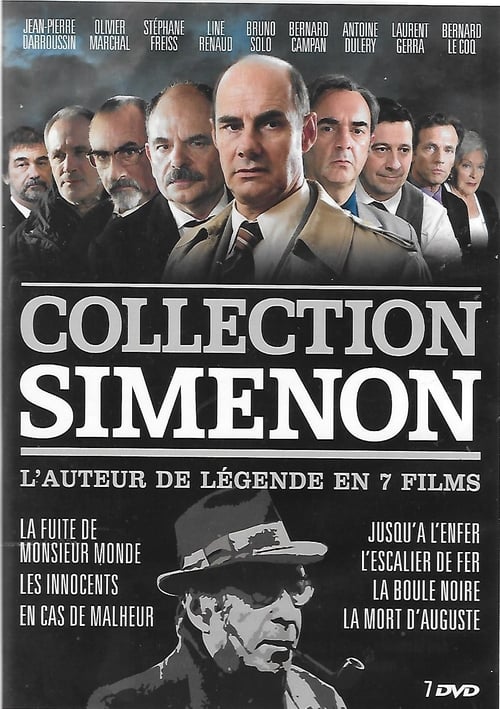 JEAN-PIERRE DARROUSSIN
OLIVIER MARCHAL
STÉPHANE FREISS
LINE RENAUD
BRUNO SOLO
BERNARD CAMPAN
ANTOINE DULERY
LAURENT GERRA
BERNARD LE COQ
COLLECTION
SIMENON
L'AUTEUR DE LÉGENDE EN 7 FILMS
LA FUITE DE
MONSIEUR MONDE
LES INNOCENTS
EN CAS DE MALHEUR
JUSQU'A L'ENFER
L'ESCALIER DE FER
LA BOULE NOIRE
LA MORT D'AUGUSTE
7 DVD